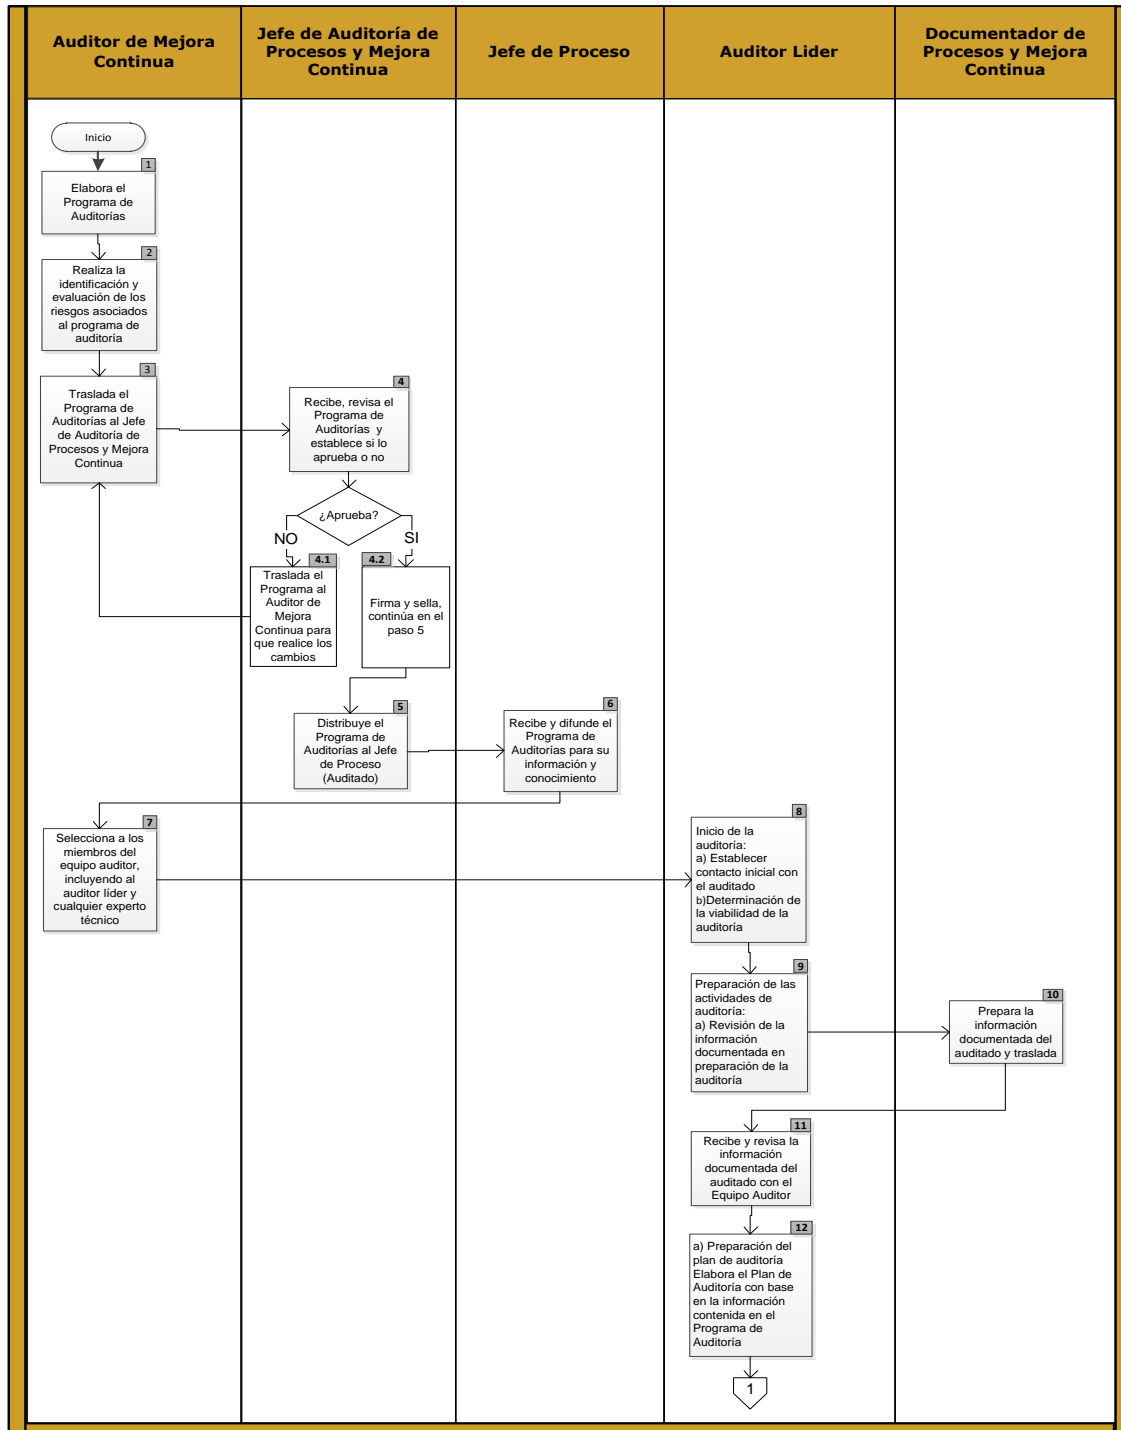 Auditor de Mejora
Continua
Jefe de Auditoría de
Procesos y Mejora
Continua
Jefe de Proceso
Auditor Lider
Documentador de
Procesos y Mejora
Continua
Inicio
1
Elabora el
Programa de
Auditorías
2
Realiza la
identificación y
evaluación de los
riesgos asociados
al programa de
auditoría
3
Traslada el
Programa de
Auditorías al Jefe
de Auditoría de
Procesos y Mejora
Continua
4
Recibe, revisa el
Programa de
Auditorías y
establece si lo
aprueba o no
¿Aprueba?
NO
SI
4.1
Traslada el
Programa al
Auditor de
Mejora
Continua para
que realice los
cambios
4.2
Firma y sella,
continúa en el
paso 5
5
Distribuye el
Programa de
Auditorías al Jefe
de Proceso
(Auditado)
6
Recibe y difunde el
Programa de
Auditorías para su
información y
conocimiento
7
Selecciona a los
miembros del
equipo auditor,
incluyendo al
auditor líder y
cualquier experto
técnico
8
Inicio de la
auditoría:
a) Establecer
contacto inicial con
el auditado
b)Determinación de
la viabilidad de la
auditoría
9
Preparación de las
actividades de
auditoría:
a) Revisión de la
información
documentada en
preparación de la
auditoría
10
Prepara la
información
documentada del
auditado y traslada
11
Recibe y revisa la
información
documentada del
auditado con el
Equipo Auditor
12
a) Preparación del
plan de auditoría
Elabora el Plan de
Auditoría con base
en la información
contenida en el
Programa de
Auditoría
1